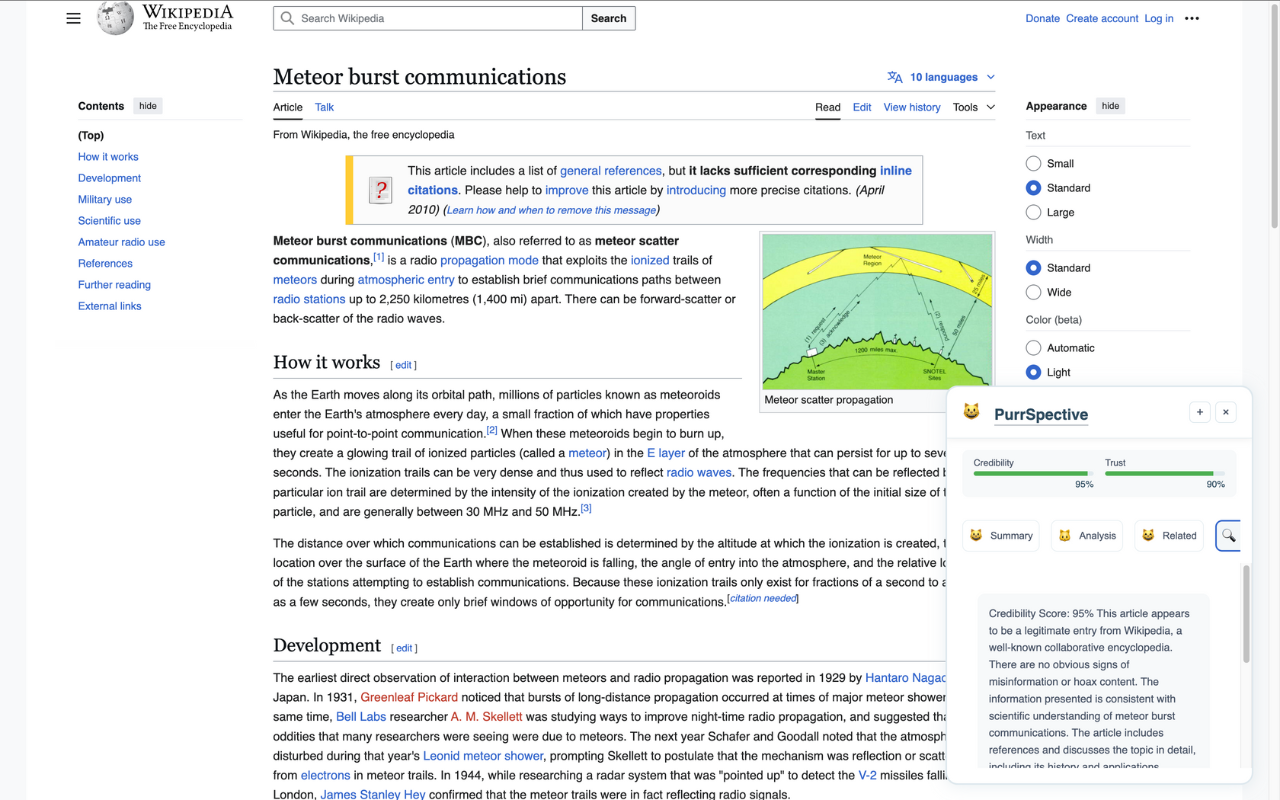 WIKIPEDIA
The Free Encyclopedia
Search Wikipedia
Search
Donate Create account Log in •••
Meteor burst communications
10 languages
Contents hide
(Top)
How it works
Development
Military use
Scientific use
Amateur radio use
References
Further reading
External links
Article Talk
Read Edit View history Tools
From Wikipedia, the free encyclopedia
?
This article includes a list of general references, but it lacks sufficient corresponding inline
citations. Please help to improve this article by introducing more precise citations. (April
2010) (Learn how and when to remove this message)
Meteor burst communications (MBC), also referred to as meteor scatter
communications,[1] is a radio propagation mode that exploits the ionized trails of
meteors during atmospheric entry to establish brief communications paths between
radio stations up to 2,250 kilometres (1,400 mi) apart. There can be forward-scatter or
back-scatter of the radio waves.
Meteor
Region
25 miles
(1) request
(3) acknowledge
(2) respond
50 miles
1200 miles max.
Master
Station
SNOTEL
Sites
Meteor scatter propagation
How it works [ edit ]
As the Earth moves along its orbital path, millions of particles known as meteoroids
enter the Earth's atmosphere every day, a small fraction of which have properties
useful for point-to-point communication.[2] When these meteoroids begin to burn up,
they create a glowing trail of ionized particles (called a meteor) in the E layer of the atmosphere that can persist for up to seve
seconds. The ionization trails can be very dense and thus used to reflect radio waves. The frequencies that can be reflected b
particular ion trail are determined by the intensity of the ionization created by the meteor, often a function of the initial size of t
particle, and are generally between 30 MHz and 50 MHz.[3]
The distance over which communications can be established is determined by the altitude at which the ionization is created, t
location over the surface of the Earth where the meteoroid is falling, the angle of entry into the atmosphere, and the relative lo
of the stations attempting to establish communications. Because these ionization trails only exist for fractions of a second to a
as a few seconds, they create only brief windows of opportunity for communications.[citation needed]
Development [ edit ]
The earliest direct observation of interaction between meteors and radio propagation was reported in 1929 by Hantaro Nagao
Japan. In 1931, Greenleaf Pickard noticed that bursts of long-distance propagation occurred at times of major meteor shower
same time, Bell Labs researcher A. M. Skellett was studying ways to improve night-time radio propagation, and suggested tha
oddities that many researchers were seeing were due to meteors. The next year Schafer and Goodall noted that the atmosph
disturbed during that year's Leonid meteor shower, prompting Skellett to postulate that the mechanism was reflection or scatt
from electrons in meteor trails. In 1944, while researching a radar system that was "pointed up" to detect the V-2 missiles falli
London, James Stanley Hey confirmed that the meteor trails were in fact reflecting radio signals.
Appearance hide
Text
Small
Standard
Large
Width
Standard
Wide
Color (beta)
Automatic
Light
PurrSpective + ×
Credibility
95%
Trust
90%
Summary Analysis Related
Credibility Score: 95% This article appears
to be a legitimate entry from Wikipedia, a
well-known collaborative encyclopedia.
There are no obvious signs of
misinformation or hoax content. The
information presented is consistent with
scientific understanding of meteor burst
communications. The article includes
references and discusses the topic in detail,
including its history and applications